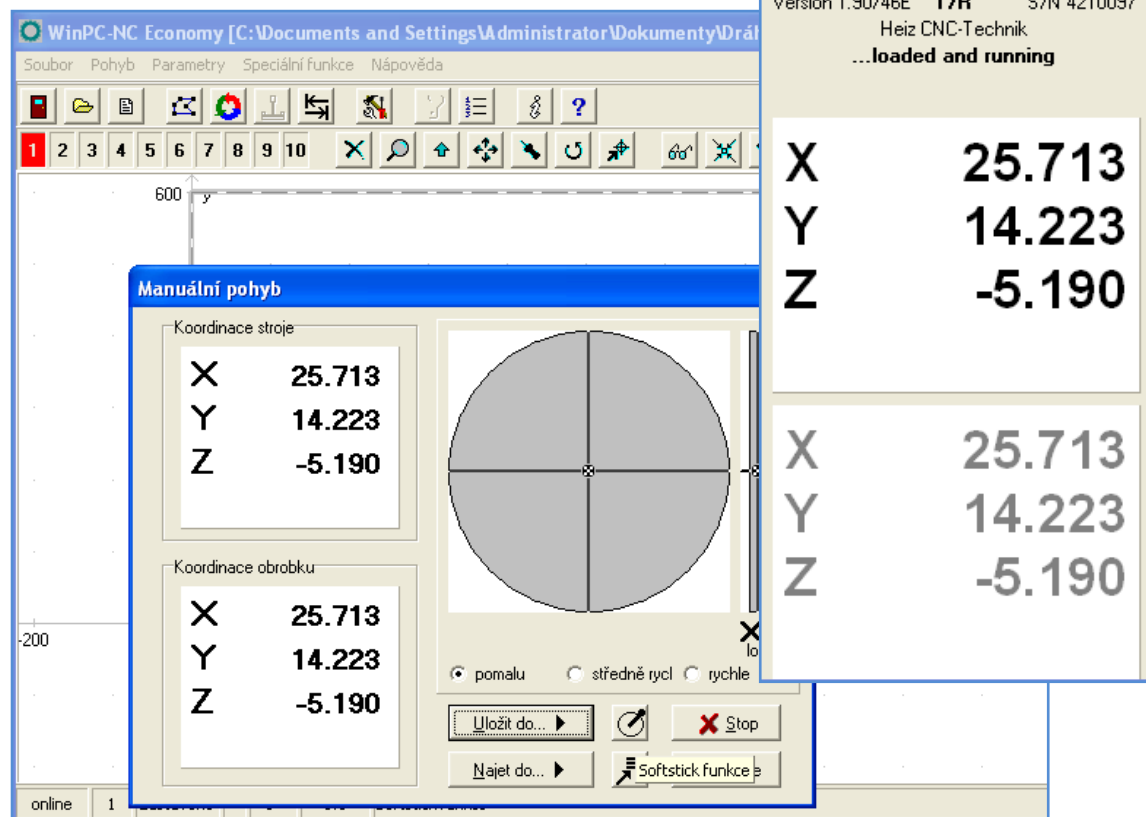 WinPC-NC Economy [C:\Documents and Settings\Administrator\Dokumenty\Dráh
Soubor Pohyb Parametry Speciální funkce Nápověda
1 2 3 4 5 6 7 8 9 10
600 y
Manuální pohyb
Koordinace stroje
X 25.713
Y 14.223
Z -5.190
Koordinace obrobku
X 25.713
Y 14.223
Z -5.190
-200
pomalu středně rycl rychle
Uložit do... Stop
Najet do... Softstick funkce
online 1
Version 1.90/46E S/N 4210097
Heiz CNC-Technik
...loaded and running
X 25.713
Y 14.223
Z -5.190
X 25.713
Y 14.223
Z -5.190